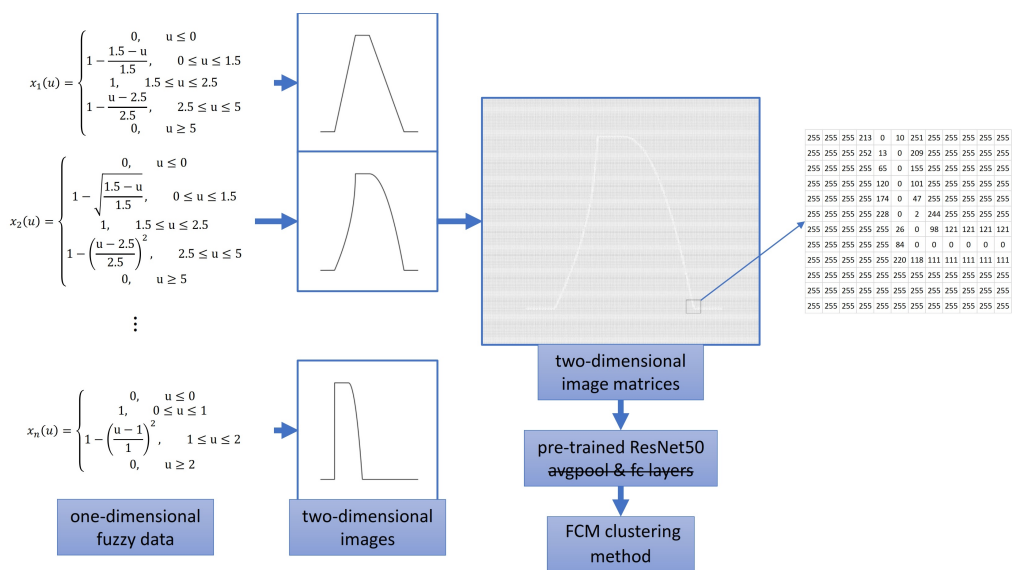 x₁(u) = { 0, u ≤ 0
1 − (1.5 − u)/1.5, 0 ≤ u ≤ 1.5
1, 1.5 ≤ u ≤ 2.5
1 − (u − 2.5)/2.5, 2.5 ≤ u ≤ 5
0, u ≥ 5
x₂(u) = { 0, u ≤ 0
1 − √((1.5 − u)/1.5), 0 ≤ u ≤ 1.5
1, 1.5 ≤ u ≤ 2.5
1 − ((u − 2.5)/2.5)², 2.5 ≤ u ≤ 5
0, u ≥ 5
⋮
xₙ(u) = { 0, u ≤ 0
1, 0 ≤ u ≤ 1
1 − ((u − 1)/1)², 1 ≤ u ≤ 2
0, u ≥ 2
one-dimensional
fuzzy data
two-dimensional
images
two-dimensional
image matrices
pre-trained ResNet50
avgpool & fc layers
FCM clustering
method
255 255 255 213 0 10 251 255 255 255 255 255
255 255 255 252 13 0 209 255 255 255 255 255
255 255 255 255 65 0 155 255 255 255 255 255
255 255 255 255 120 0 101 255 255 255 255 255
255 255 255 255 174 0 47 255 255 255 255 255
255 255 255 255 228 0 2 244 255 255 255 255
255 255 255 255 255 26 0 98 121 121 121 121
255 255 255 255 255 84 0 0 0 0 0 0
255 255 255 255 255 220 118 111 111 111 111 111
255 255 255 255 255 255 255 255 255 255 255 255
255 255 255 255 255 255 255 255 255 255 255 255
255 255 255 255 255 255 255 255 255 255 255 255